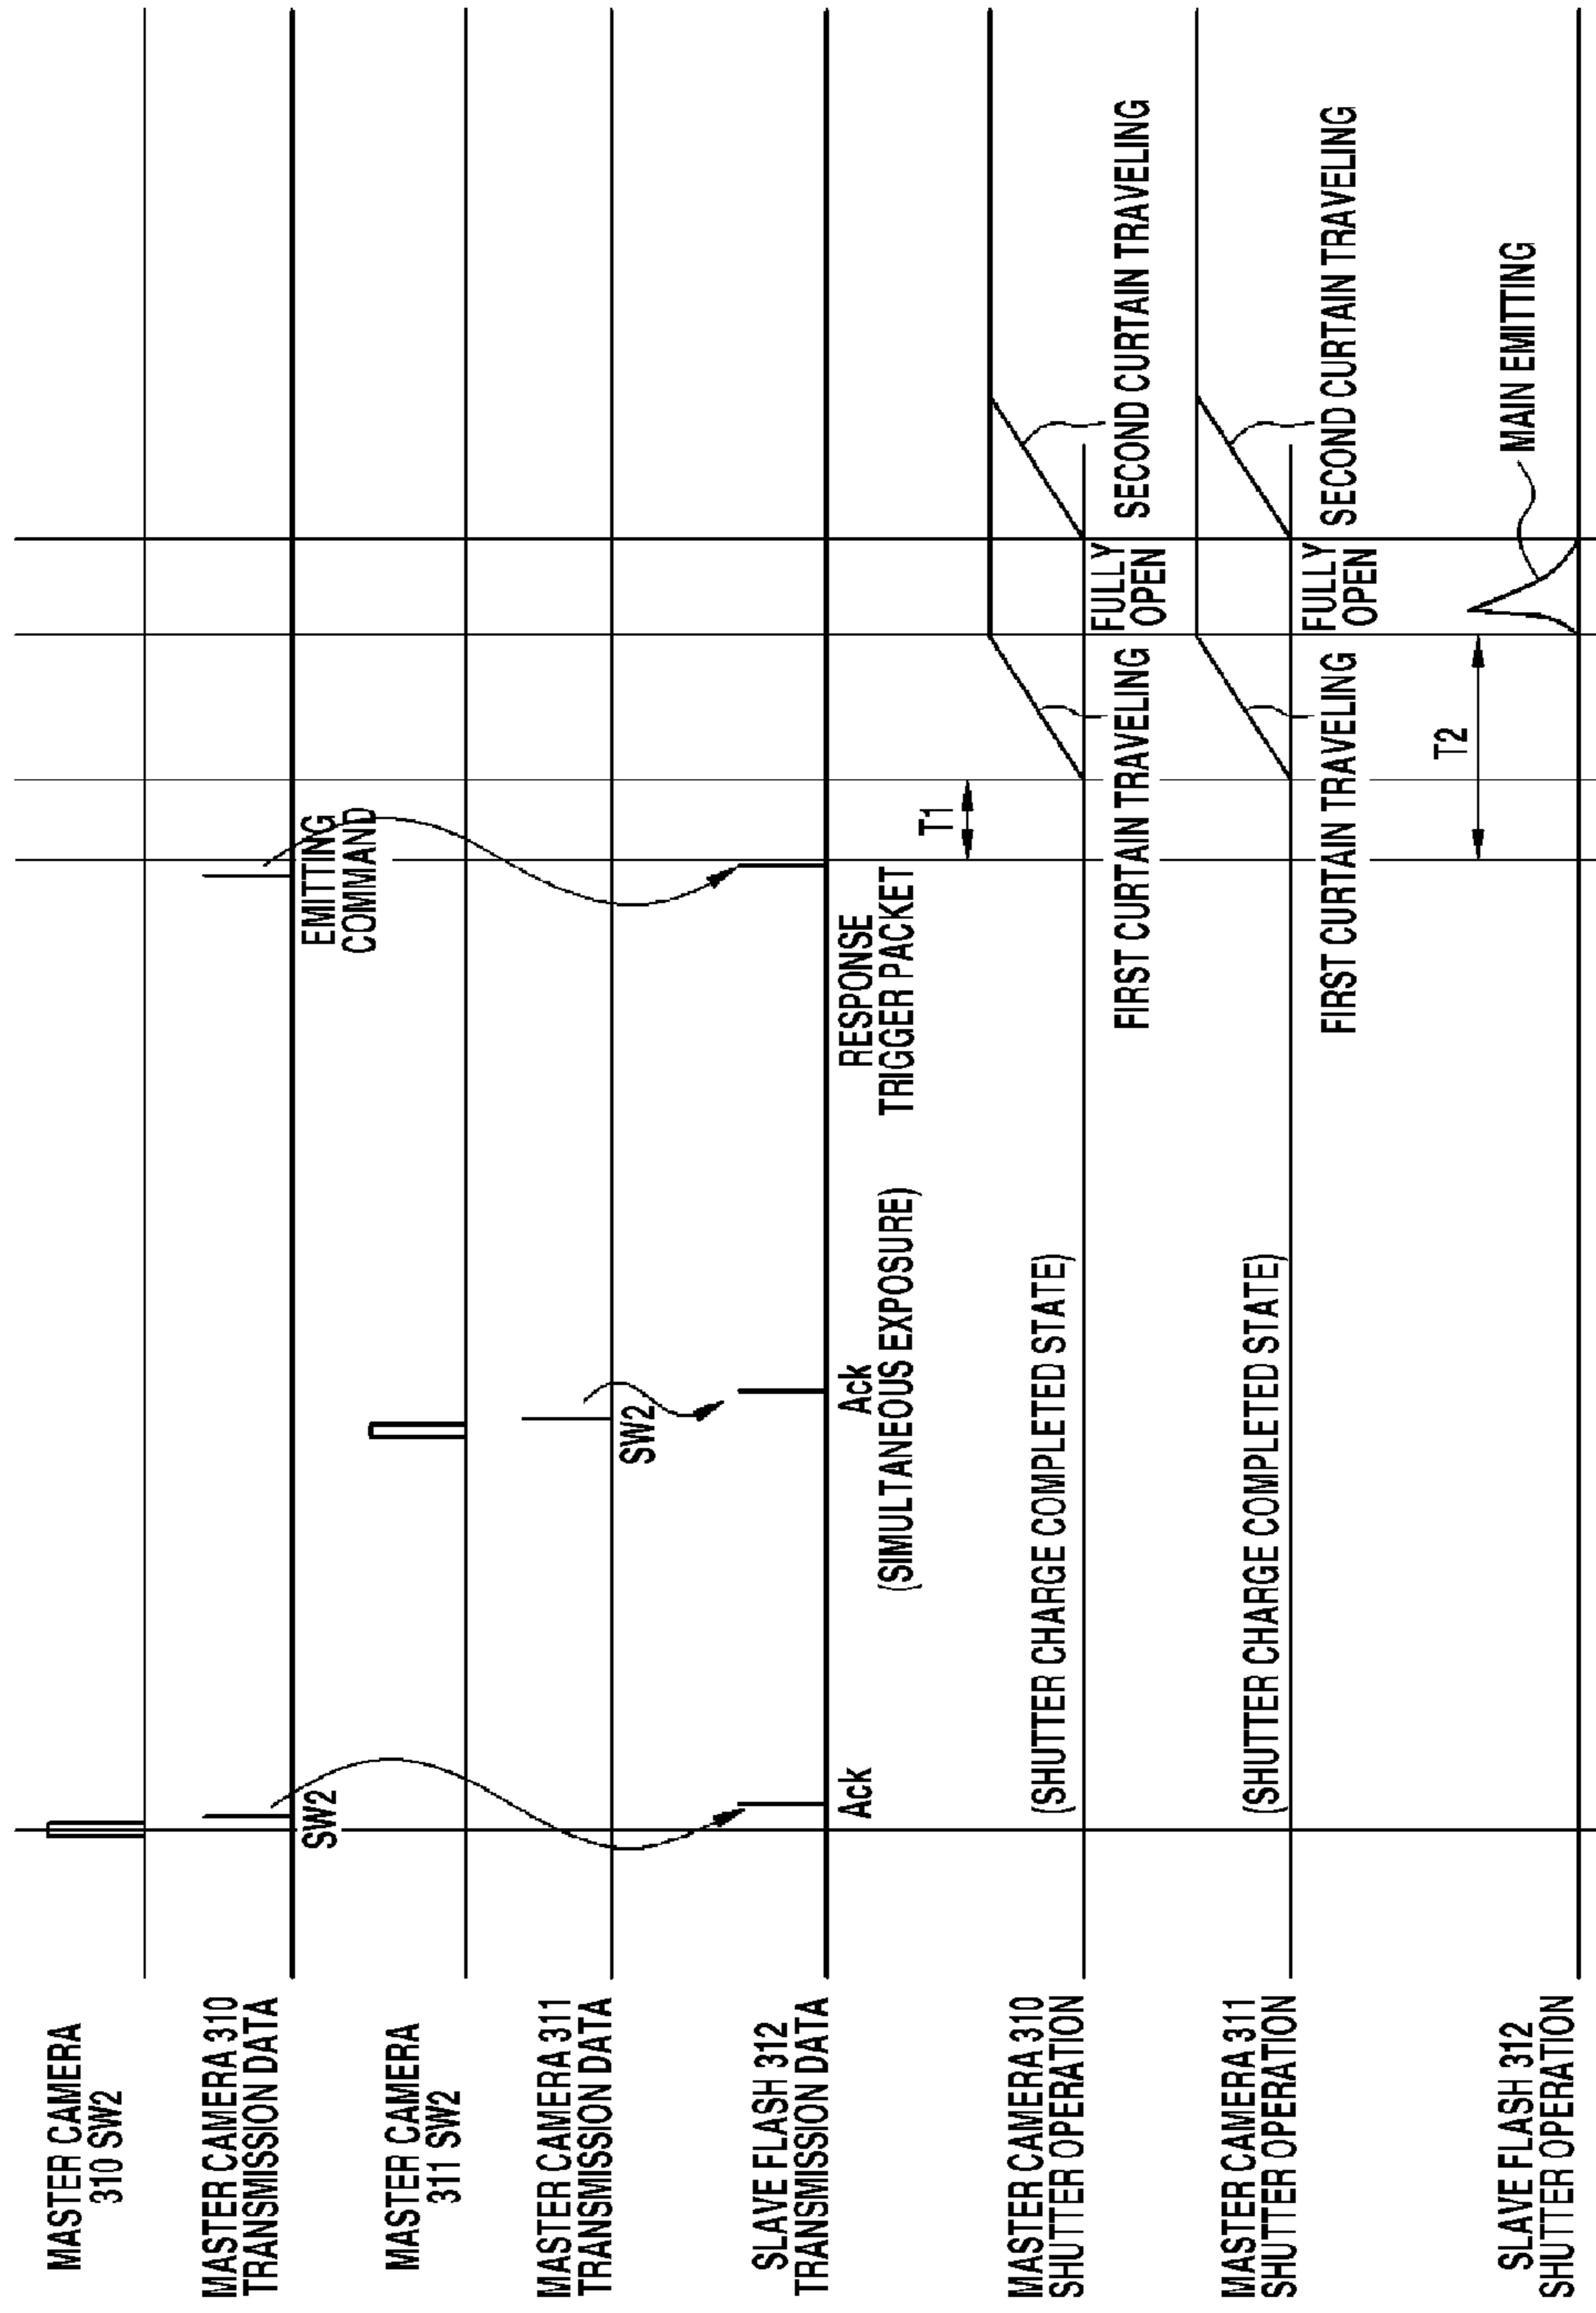 MASTER CAMERA
310 SW2
MASTER CAMERA 310
TRANSMISSION DATA
SW2
EMITTING
COMMAND
MASTER CAMERA
311 SW2
MASTER CAMERA 311
TRANSMISSION DATA
SW2
SLAVE FLASH 312
TRANSMISSION DATA
Ack
Ack
(SIMULTANEOUS EXPOSURE)
RESPONSE
TRIGGER PACKET
T1
MASTER CAMERA 310
SHUTTER OPERATION
(SHUTTER CHARGE COMPLETED STATE)
FIRST CURTAIN TRAVELING
FULLY
OPEN
SECOND CURTAIN TRAVELING
MASTER CAMERA 311
SHUTTER OPERATION
(SHUTTER CHARGE COMPLETED STATE)
FIRST CURTAIN TRAVELING
FULLY
OPEN
SECOND CURTAIN TRAVELING
T2
MAIN EMITTING
SLAVE FLASH 312
SHUTTER OPERATION